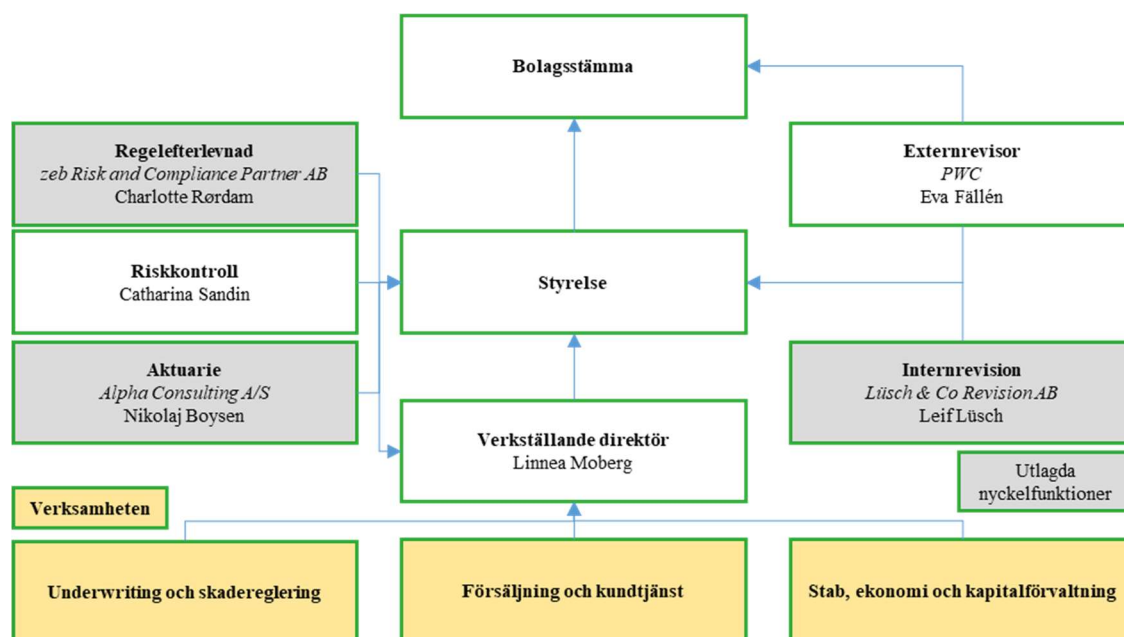 Bolagsstämma
Regelefterlevnad
zeb Risk and Compliance Partner AB
Charlotte Rørdam
Externrevisor
PWC
Eva Fällén
Riskkontroll
Catharina Sandin
Styrelse
Aktuarie
Alpha Consulting A/S
Nikolaj Boysen
Internrevision
Lüsch & Co Revision AB
Leif Lüsch
Verkställande direktör
Linnea Moberg
Utlagda
nyckelfunktioner
Verksamheten
Underwriting och skadereglering
Försäljning och kundtjänst
Stab, ekonomi och kapitalförvaltning